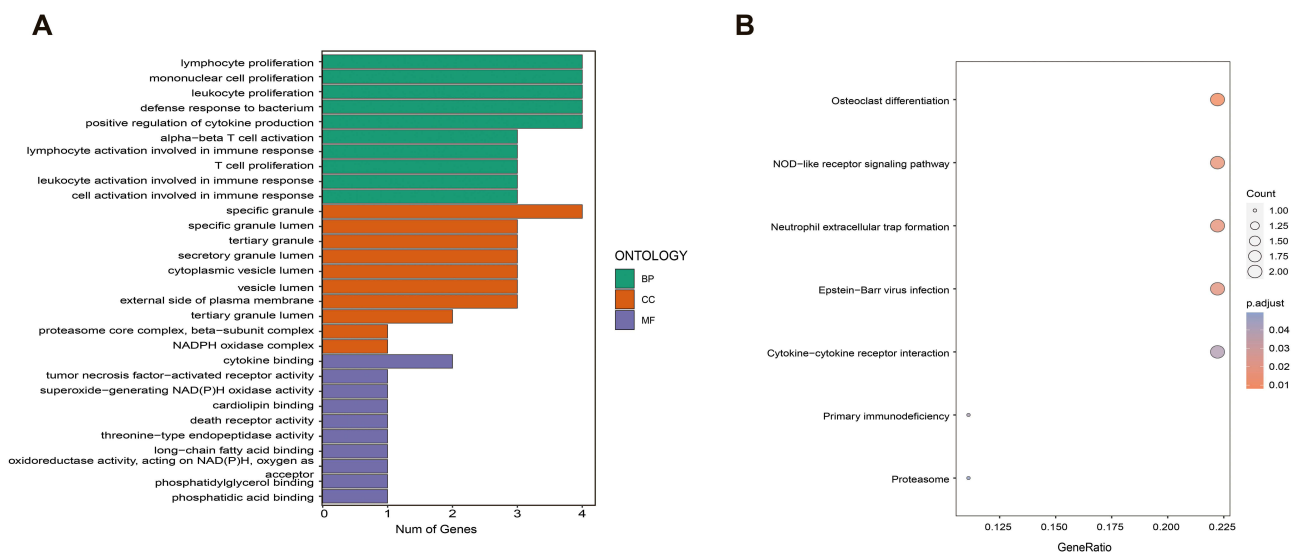 A
lymphocyte proliferation
mononuclear cell proliferation
leukocyte proliferation
defense response to bacterium
positive regulation of cytokine production
alpha−beta T cell activation
lymphocyte activation involved in immune response
T cell proliferation
leukocyte activation involved in immune response
cell activation involved in immune response
specific granule
specific granule lumen
tertiary granule
secretory granule lumen
cytoplasmic vesicle lumen
vesicle lumen
external side of plasma membrane
tertiary granule lumen
proteasome core complex, beta−subunit complex
NADPH oxidase complex
cytokine binding
tumor necrosis factor−activated receptor activity
superoxide−generating NAD(P)H oxidase activity
cardiolipin binding
death receptor activity
threonine−type endopeptidase activity
long−chain fatty acid binding
oxidoreductase activity, acting on NAD(P)H, oxygen as
acceptor
phosphatidylglycerol binding
phosphatidic acid binding
0 1 2 3 4
Num of Genes
ONTOLOGY
BP
CC
MF
B
Osteoclast differentiation
NOD−like receptor signaling pathway
Neutrophil extracellular trap formation
Epstein−Barr virus infection
Cytokine−cytokine receptor interaction
Primary immunodeficiency
Proteasome
0.125 0.150 0.175 0.200 0.225
GeneRatio
Count
1.00
1.25
1.50
1.75
2.00
p.adjust
0.04
0.03
0.02
0.01